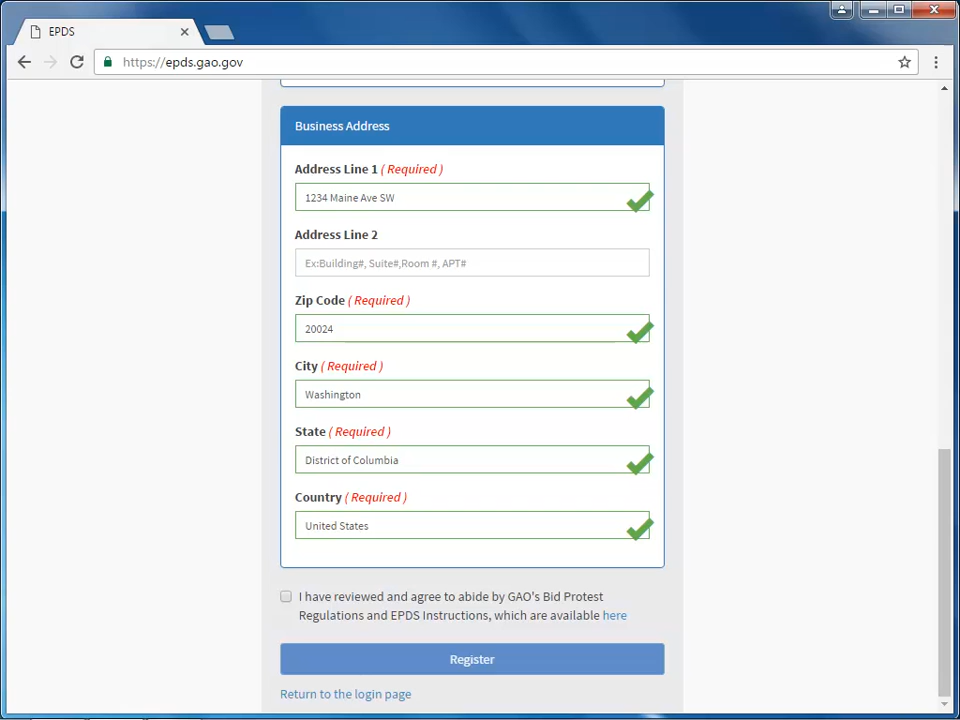 EPDS
https://epds.gao.gov
Business Address
Address Line 1 ( Required )
1234 Maine Ave SW
Address Line 2
Ex:Building#, Suite#,Room #, APT#
Zip Code ( Required )
20024
City ( Required )
Washington
State ( Required )
District of Columbia
Country ( Required )
United States
I have reviewed and agree to abide by GAO's Bid Protest
Regulations and EPDS Instructions, which are available here
Register
Return to the login page